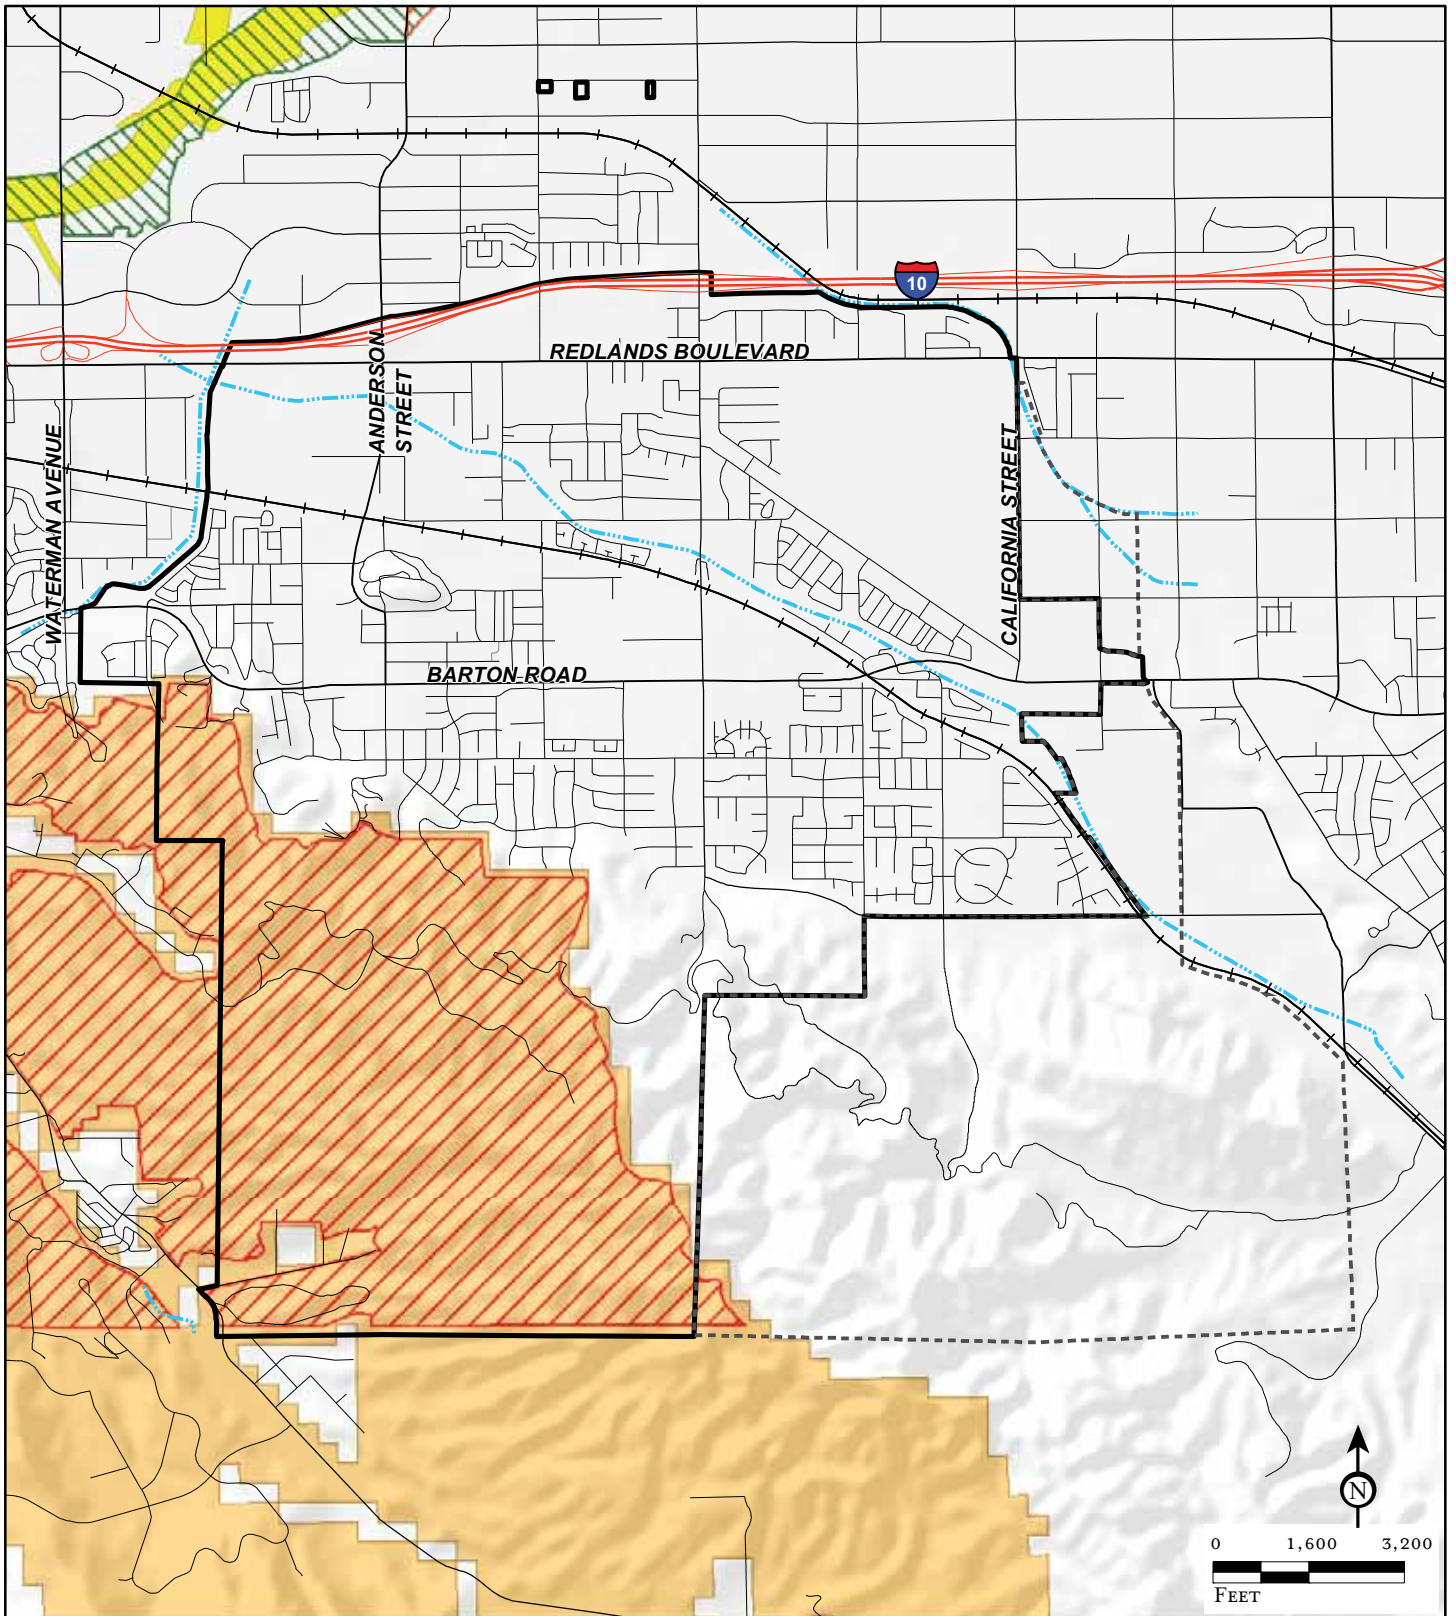 10
REDLANDS BOULEVARD
ANDERSON
STREET
WATERMAN AVENUE
CALIFORNIA STREET
BARTON ROAD
N
0 1,600 3,200
FEET